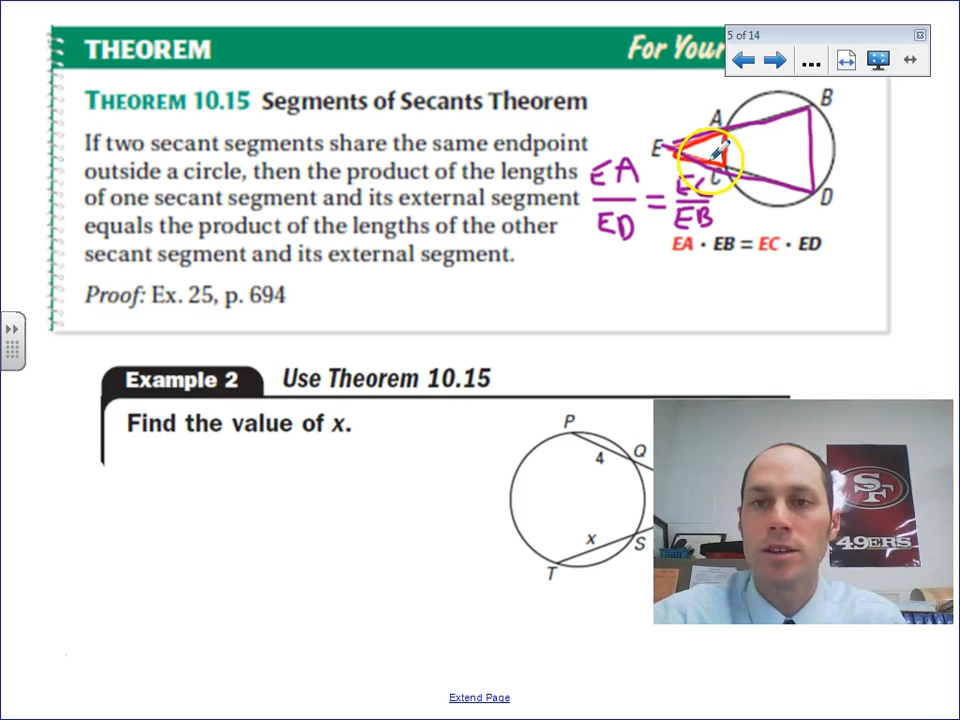 THEOREM
For Your
5 of 14
THEOREM 10.15 Segments of Secants Theorem
If two secant segments share the same endpoint
outside a circle, then the product of the lengths
of one secant segment and its external segment
equals the product of the lengths of the other
secant segment and its external segment.
Proof: Ex. 25, p. 694
A
B
E
C
D
EA
ED
=
EC
EB
EA · EB = EC · ED
Example 2 Use Theorem 10.15
Find the value of x.
P
Q
4
x
S
T
SF
49ERS
Extend Page